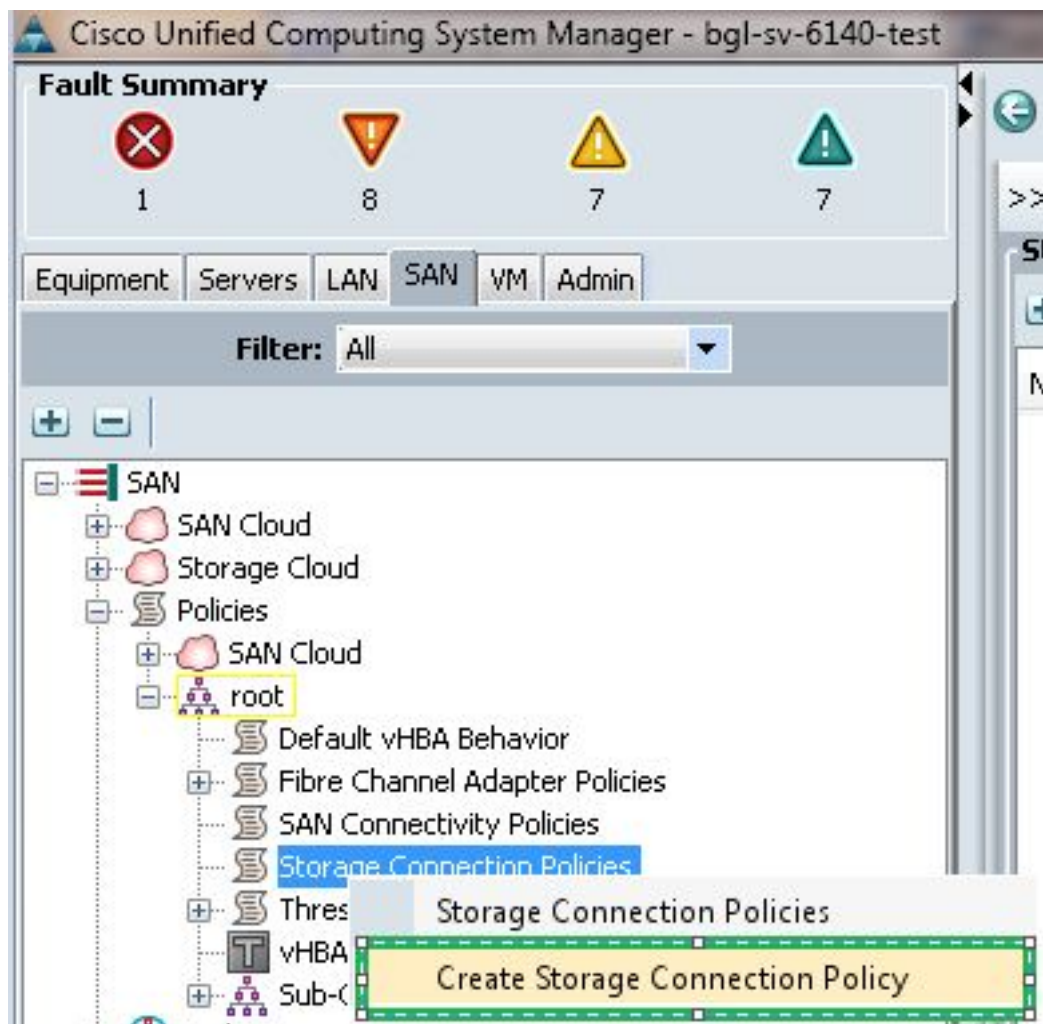 Cisco Unified Computing System Manager - bgl-sv-6140-test
Fault Summary
1 8 7 7
>>
Equipment Servers LAN SAN VM Admin
Filter: All
SAN
SAN Cloud
Storage Cloud
Policies
SAN Cloud
root
Default vHBA Behavior
Fibre Channel Adapter Policies
SAN Connectivity Policies
Storage Connection Policies
Thres
Storage Connection Policies
vHBA
Create Storage Connection Policy
Sub-